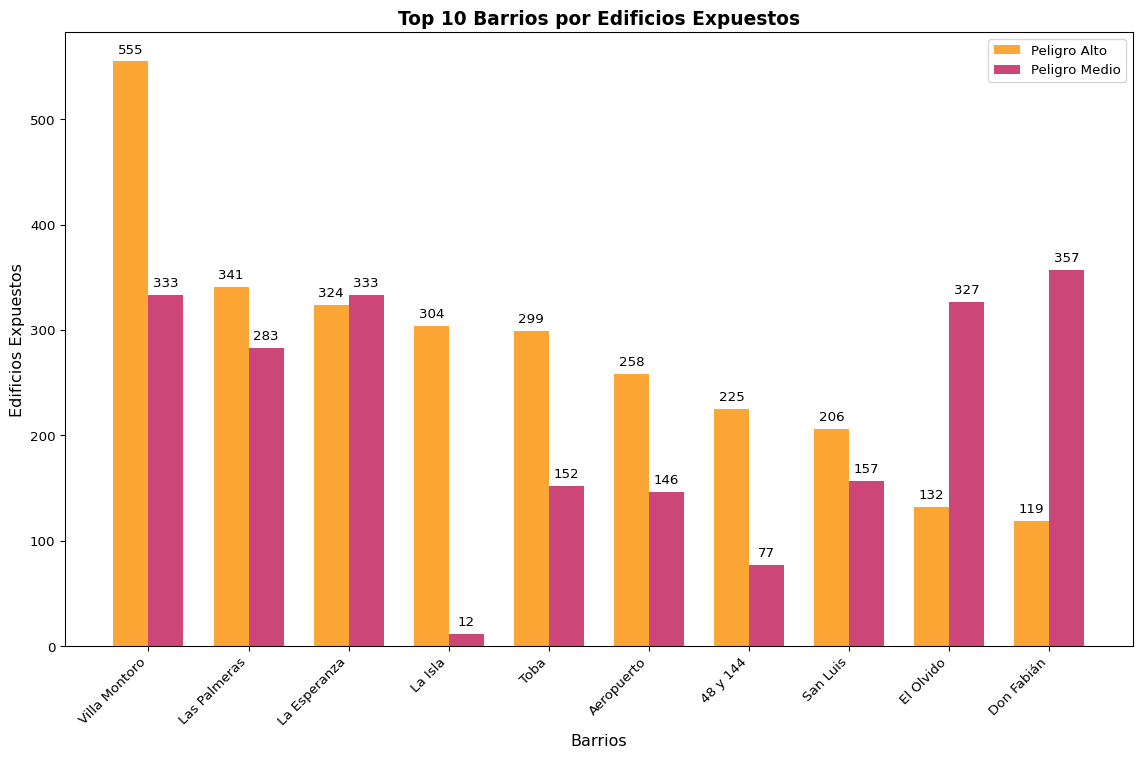 Top 10 Barrios por Edificios Expuestos
Peligro Alto
Peligro Medio
Edificios Expuestos
500
400
300
200
100
0
555
333
341
283
324
333
304
12
299
152
258
146
225
77
206
157
132
327
119
357
Villa Montoro
Las Palmeras
La Esperanza
La Isla
Toba
Aeropuerto
48 y 144
San Luis
El Olvido
Don Fabián
Barrios